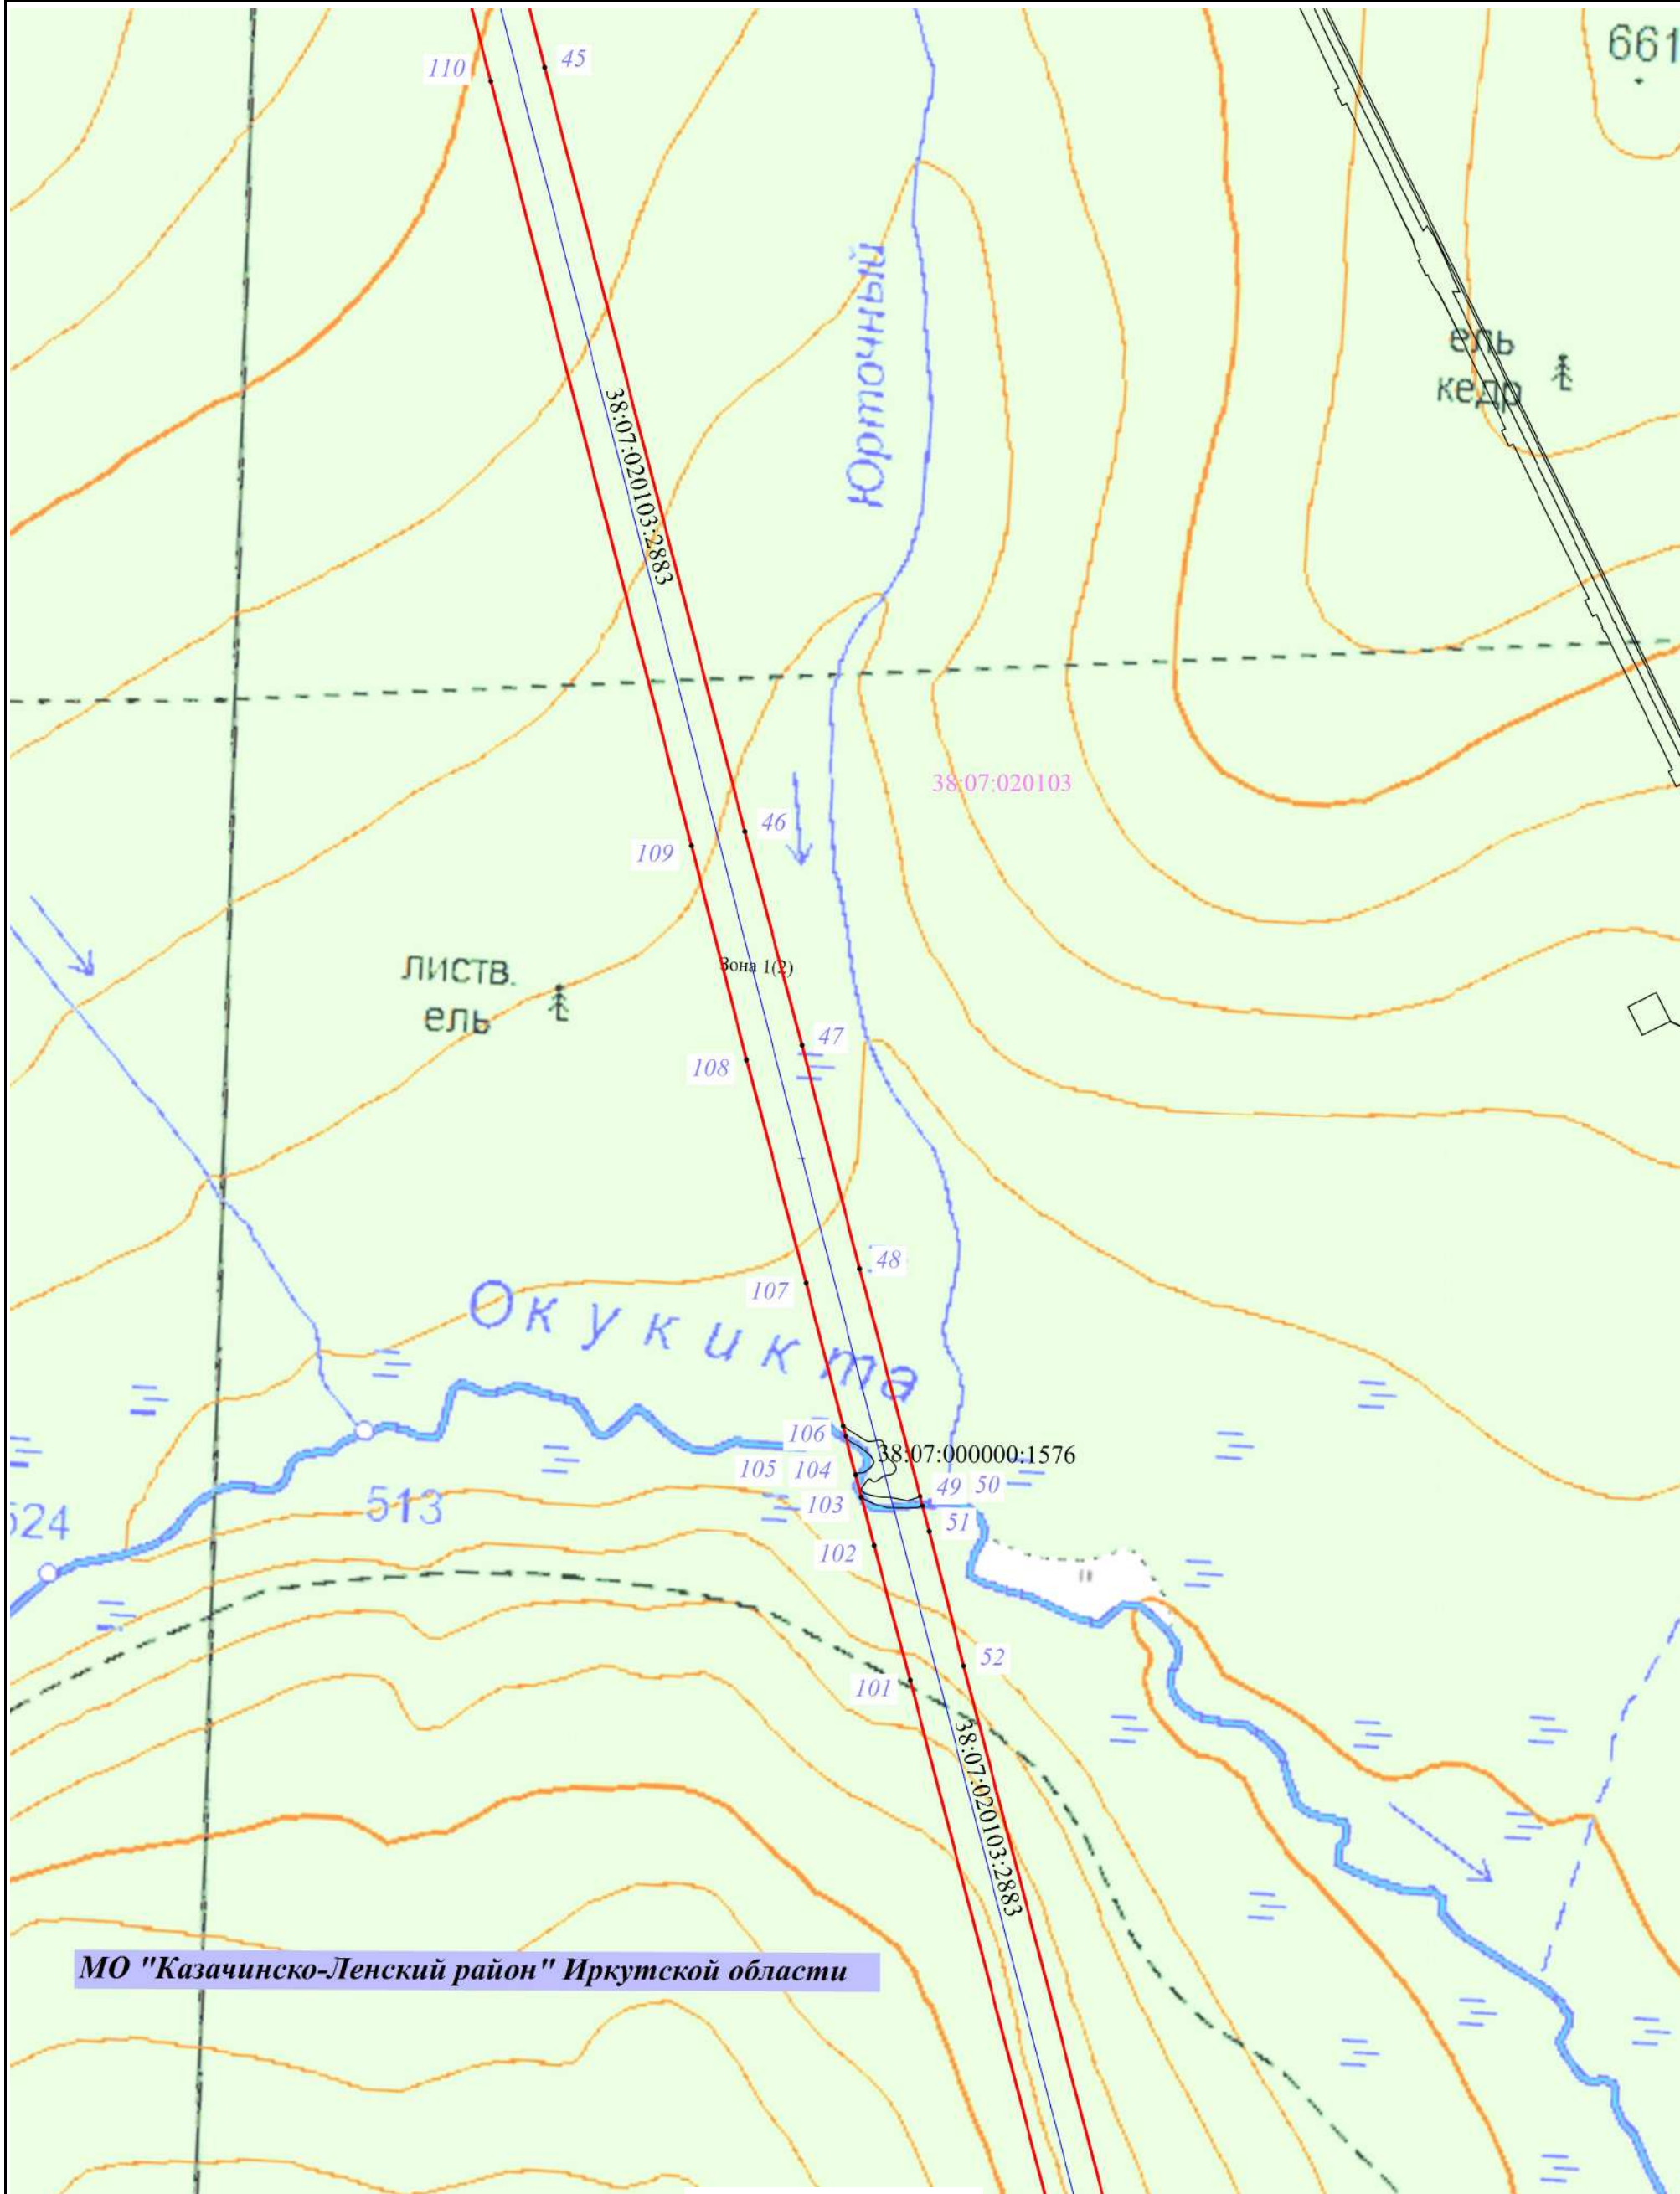 661
45
110
Юрточный
ель
кедр
38:07:020103:2883
38:07:020103
46
109
Зона 1(2)
листв.
ель
47
108
48
107
Окукикта
106
38:07:000000:1576
105 104
49 50
103
513
524
51
102
52
101
38:07:020103:2883
МО "Казачинско-Ленский район" Иркутской области